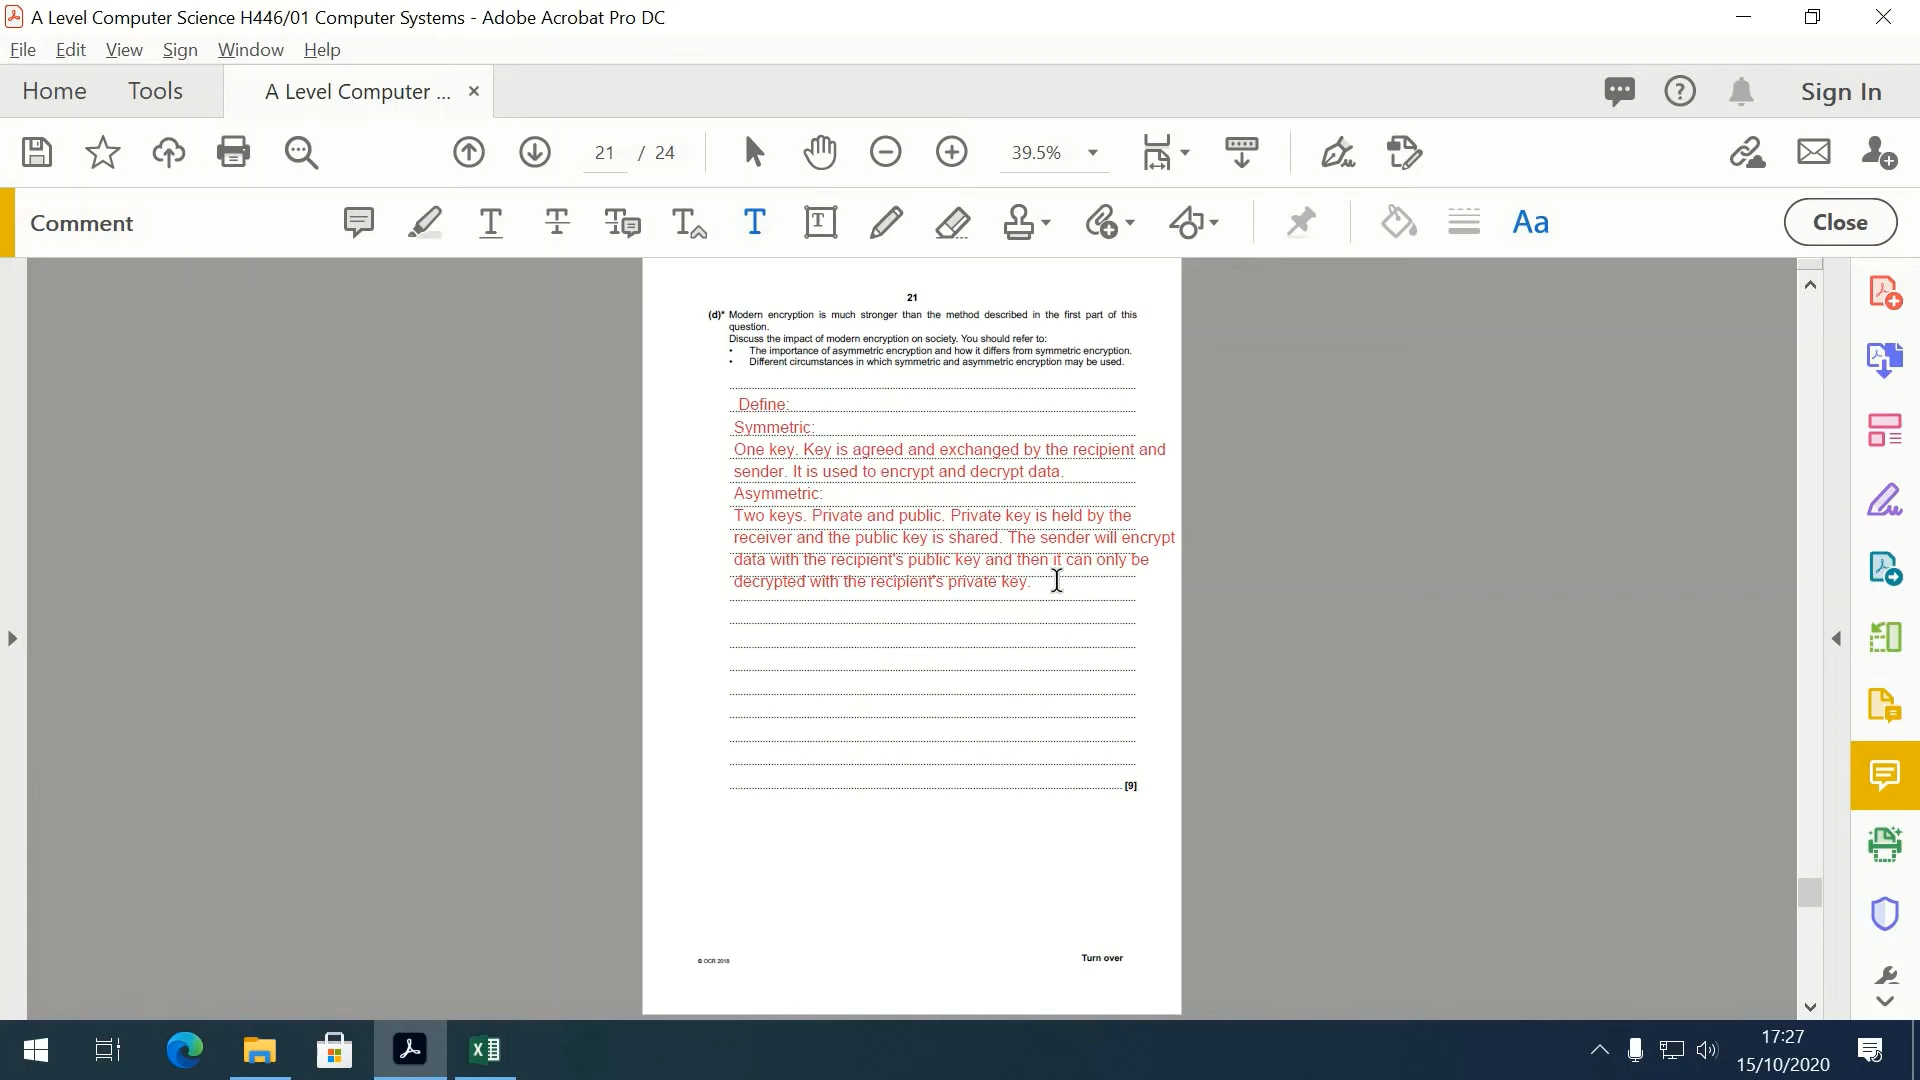 A Level Computer Science H446/01 Computer Systems - Adobe Acrobat Pro DC
File Edit View Sign Window Help
Home Tools A Level Computer ... × Sign In
21 / 24 39.5%
Comment Aa Close
21
(d)* Modern encryption is much stronger than the method described in the first part of this
question.
Discuss the impact of modern encryption on society. You should refer to:
• The importance of asymmetric encryption and how it differs from symmetric encryption.
• Different circumstances in which symmetric and asymmetric encryption may be used.
Define:
Symmetric:
One key. Key is agreed and exchanged by the recipient and
sender. It is used to encrypt and decrypt data.
Asymmetric:
Two keys. Private and public. Private key is held by the
receiver and the public key is shared. The sender will encrypt
data with the recipient's public key and then it can only be
decrypted with the recipient's private key.
[9]
© OCR 2018 Turn over
17:27
15/10/2020